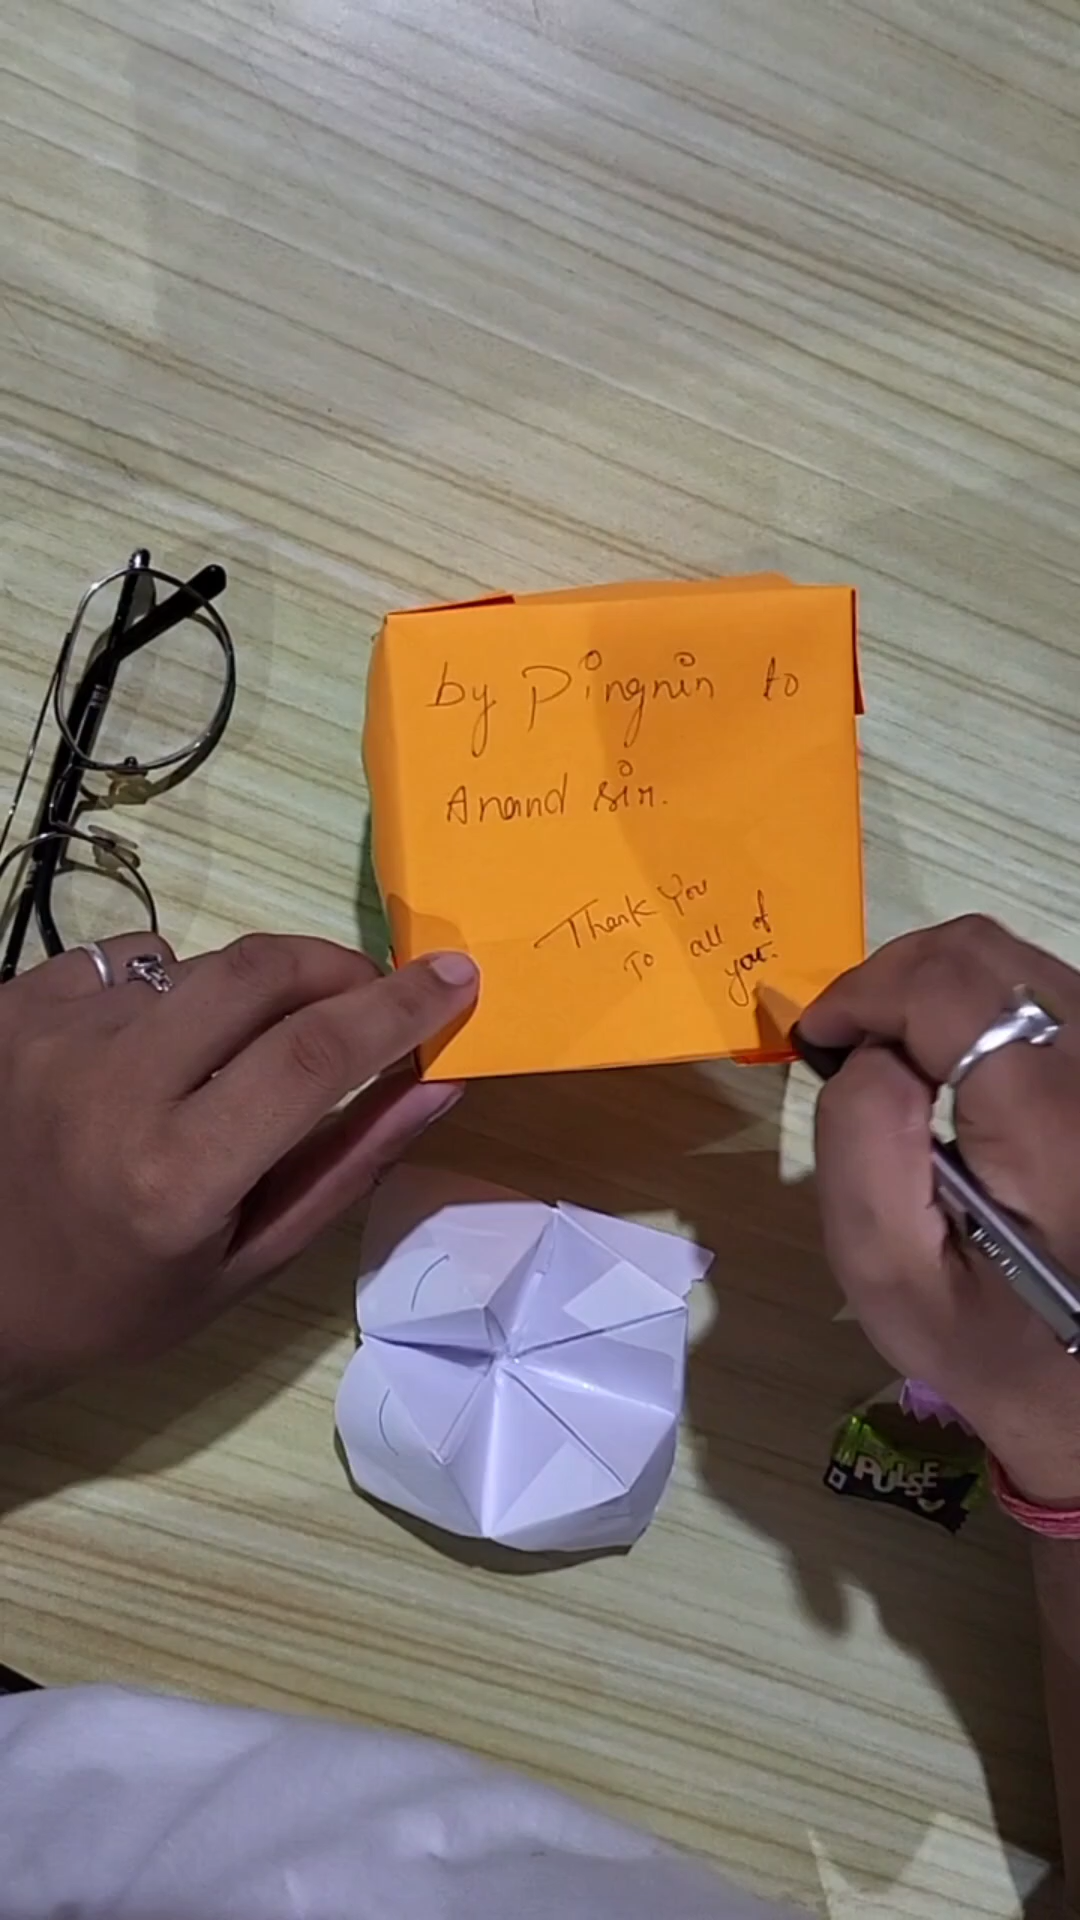 by Pingnin to
Anand sir.
Thank You
To all of
you.
PULSE